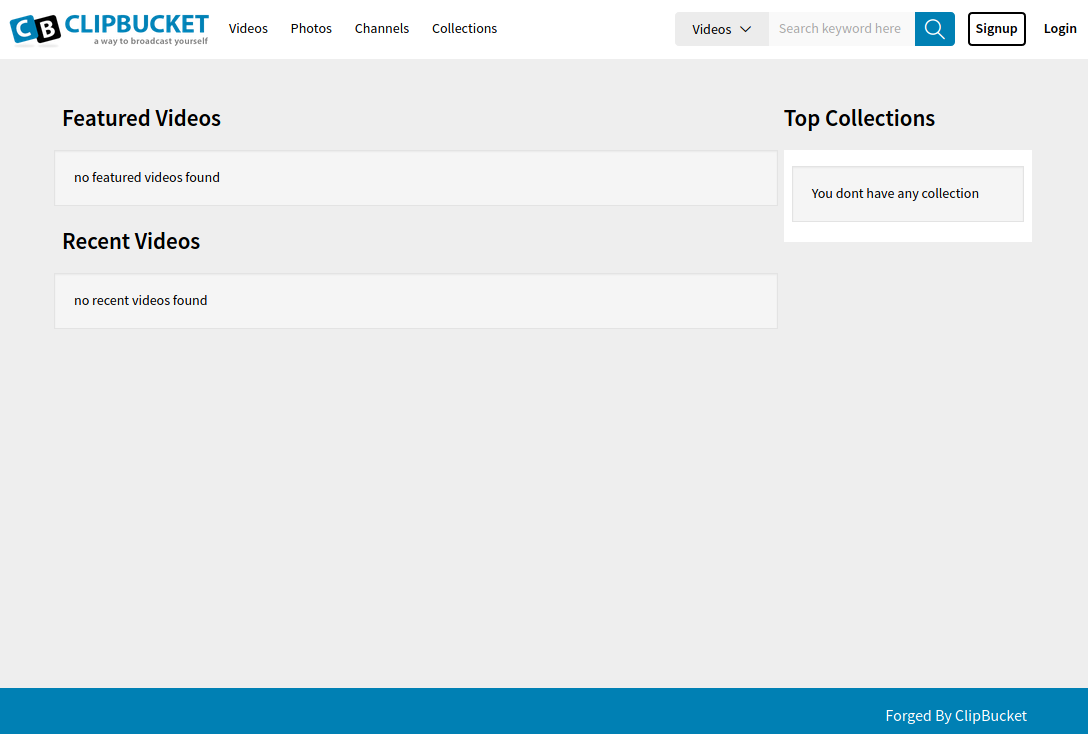 CB CLIPBUCKET
a way to broadcast yourself
Videos Photos Channels Collections
Videos Search keyword here Signup Login
Featured Videos
no featured videos found
Recent Videos
no recent videos found
Top Collections
You dont have any collection
Forged By ClipBucket